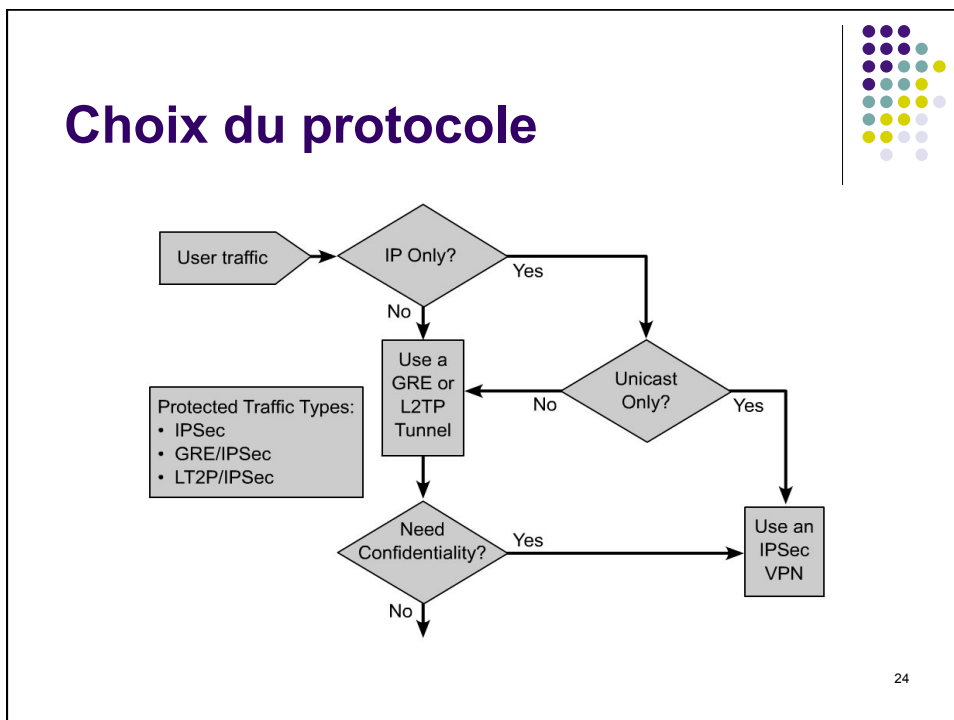 Choix du protocole
User traffic
IP Only?
Yes
No
Use a
GRE or
L2TP
Tunnel
Unicast
Only?
No
Yes
Protected Traffic Types:
• IPSec
• GRE/IPSec
• LT2P/IPSec
Need
Confidentiality?
Yes
No
Use an
IPSec
VPN
24